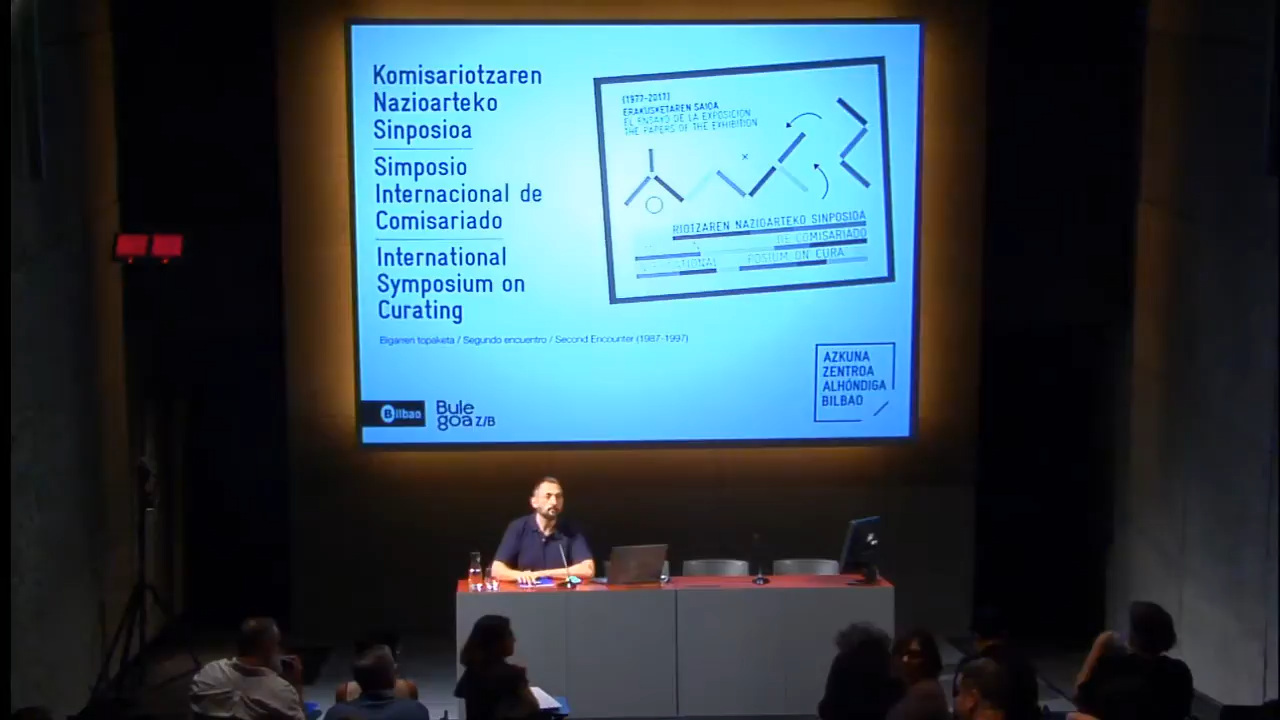 Komisariotzaren
Nazioarteko
Sinposioa
Simposio
Internacional de
Comisariado
International
Symposium on
Curating
Bigarren topaketa / Segundo encuentro / Second Encounter (1987-1997)
(1977-2017)
ERAKUSKETAREN SAIOA
EL ENSAYO DE LA EXPOSICIÓN
THE PAPERS OF THE EXHIBITION
RIOTZAREN NAZIOARTEKO SINPOSIOA
DE COMISARIADO
POSIUM ON CURA
Bilbao
Bule
goa z/b
AZKUNA
ZENTROA
ALHÓNDIGA
BILBAO